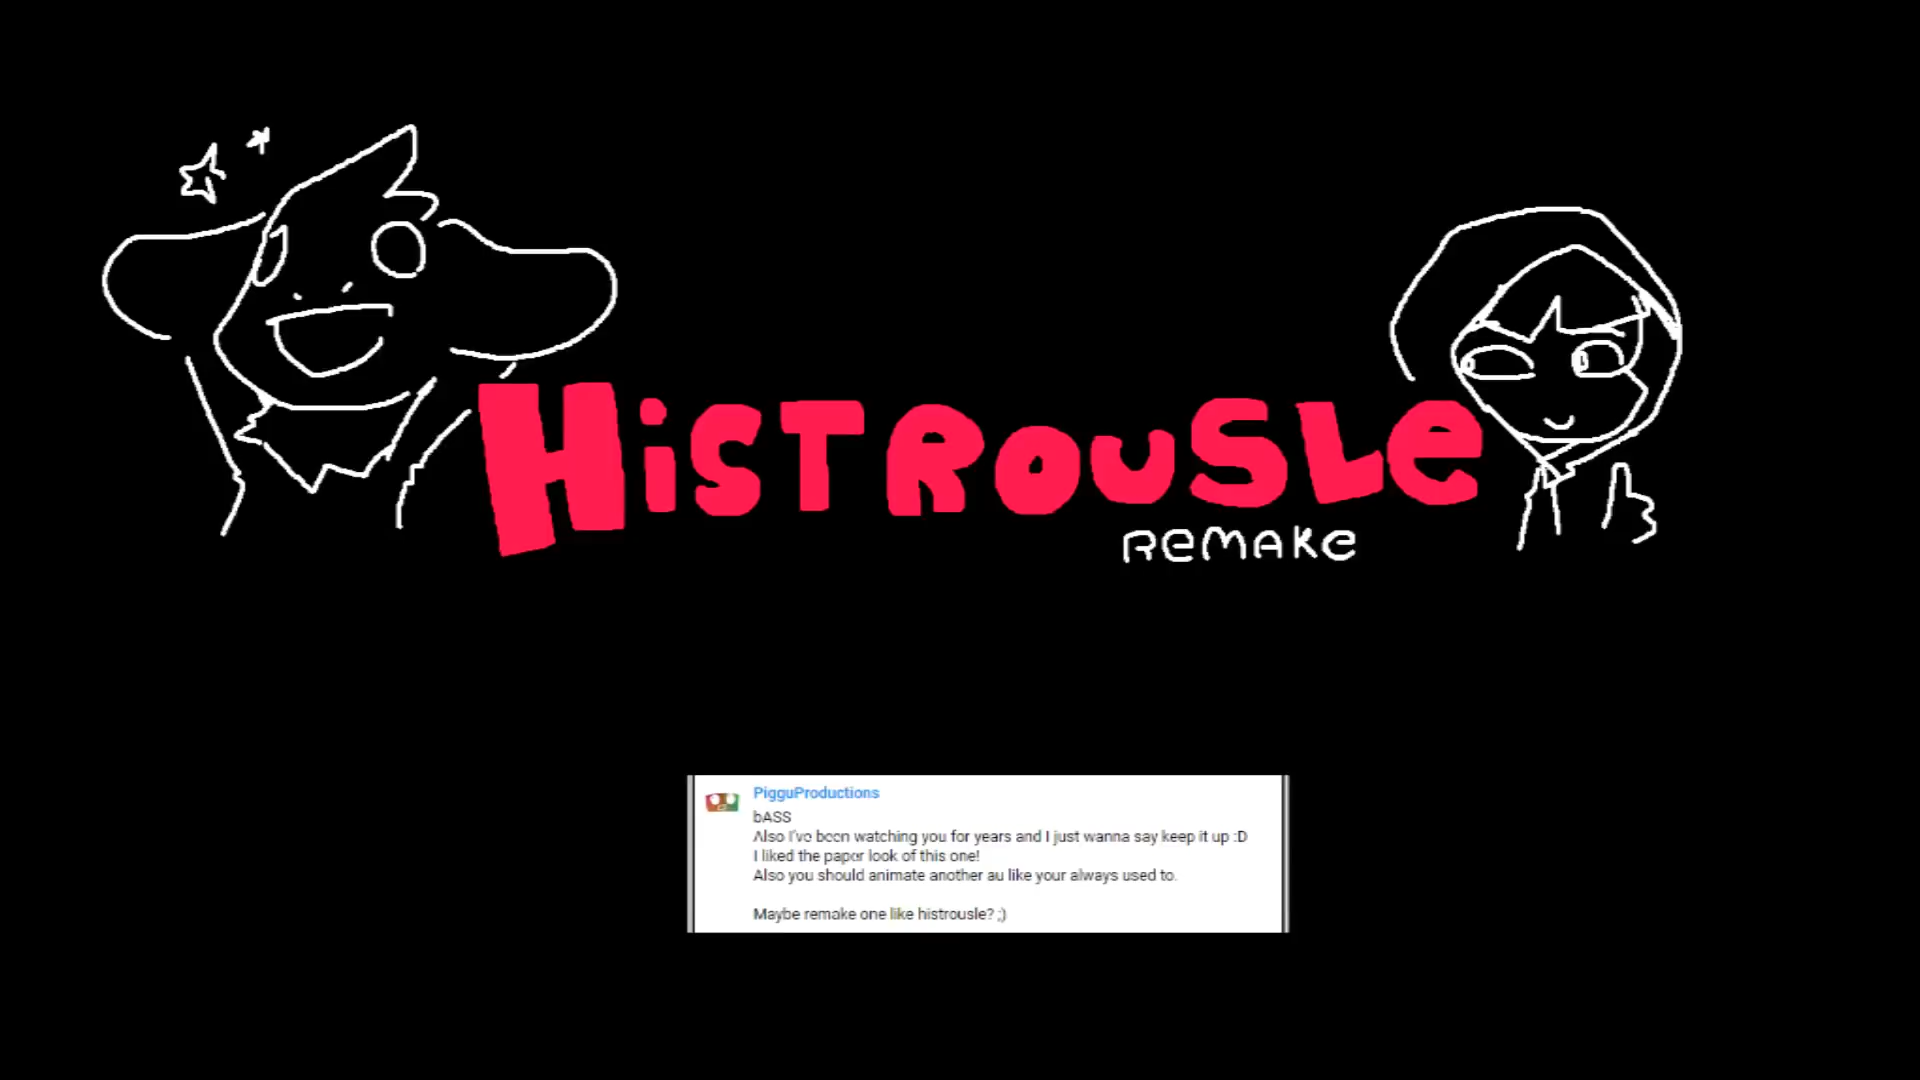 HiSTROUSLe
ReMAKe
PigguProductions
bASS
Also I've been watching you for years and I just wanna say keep it up :D
I liked the paper look of this one!
Also you should animate another au like your always used to.
Maybe remake one like histrousle? ;)